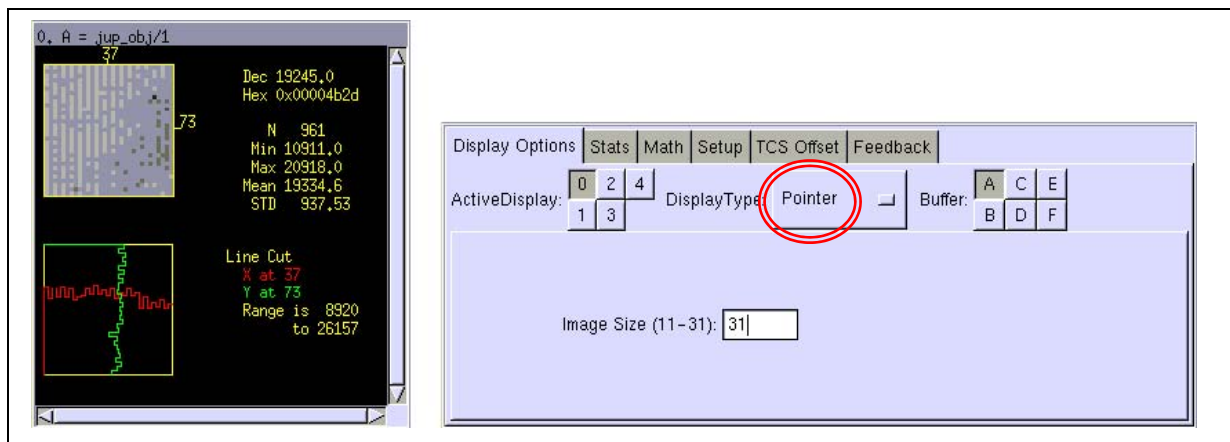 0, A = jup_obj/1
37
73
Dec 19245.0
Hex 0x00004b2d
N 961
Min 10911.0
Max 20918.0
Mean 19334.6
STD 937.53
Line Cut
X at 37
Y at 73
Range is 8920
to 26157
Display Options Stats Math Setup TCS Offset Feedback
ActiveDisplay: 0 2 4 DisplayType: Pointer Buffer: A C E
1 3 B D F
Image Size (11-31): 31